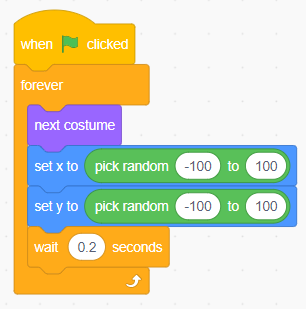 when clicked
forever
next costume
set x to pick random -100 to 100
set y to pick random -100 to 100
wait 0.2 seconds